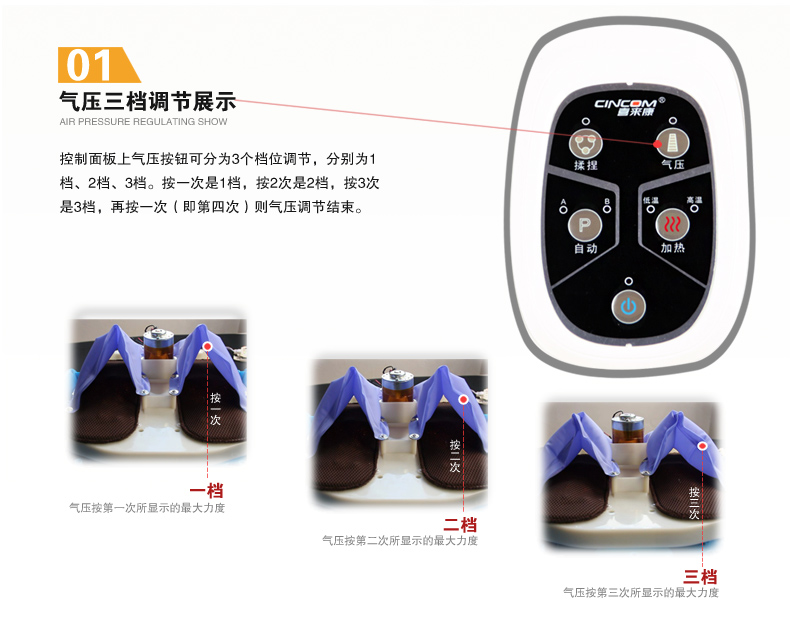 01
气压三档调节展示
AIR PRESSURE REGULATING SHOW
控制面板上气压按钮可分为3个档位调节，分别为1
档、2档、3档。按一次是1档，按2次是2档，按3次
是3档，再按一次（即第四次）则气压调节结束。
CINCOM®
喜来康
揉捏
气压
A
B
低温
高温
P
自动
加热
按一次
一档
气压按第一次所显示的最大力度
按二次
二档
气压按第二次所显示的最大力度
按三次
三档
气压按第三次所显示的最大力度